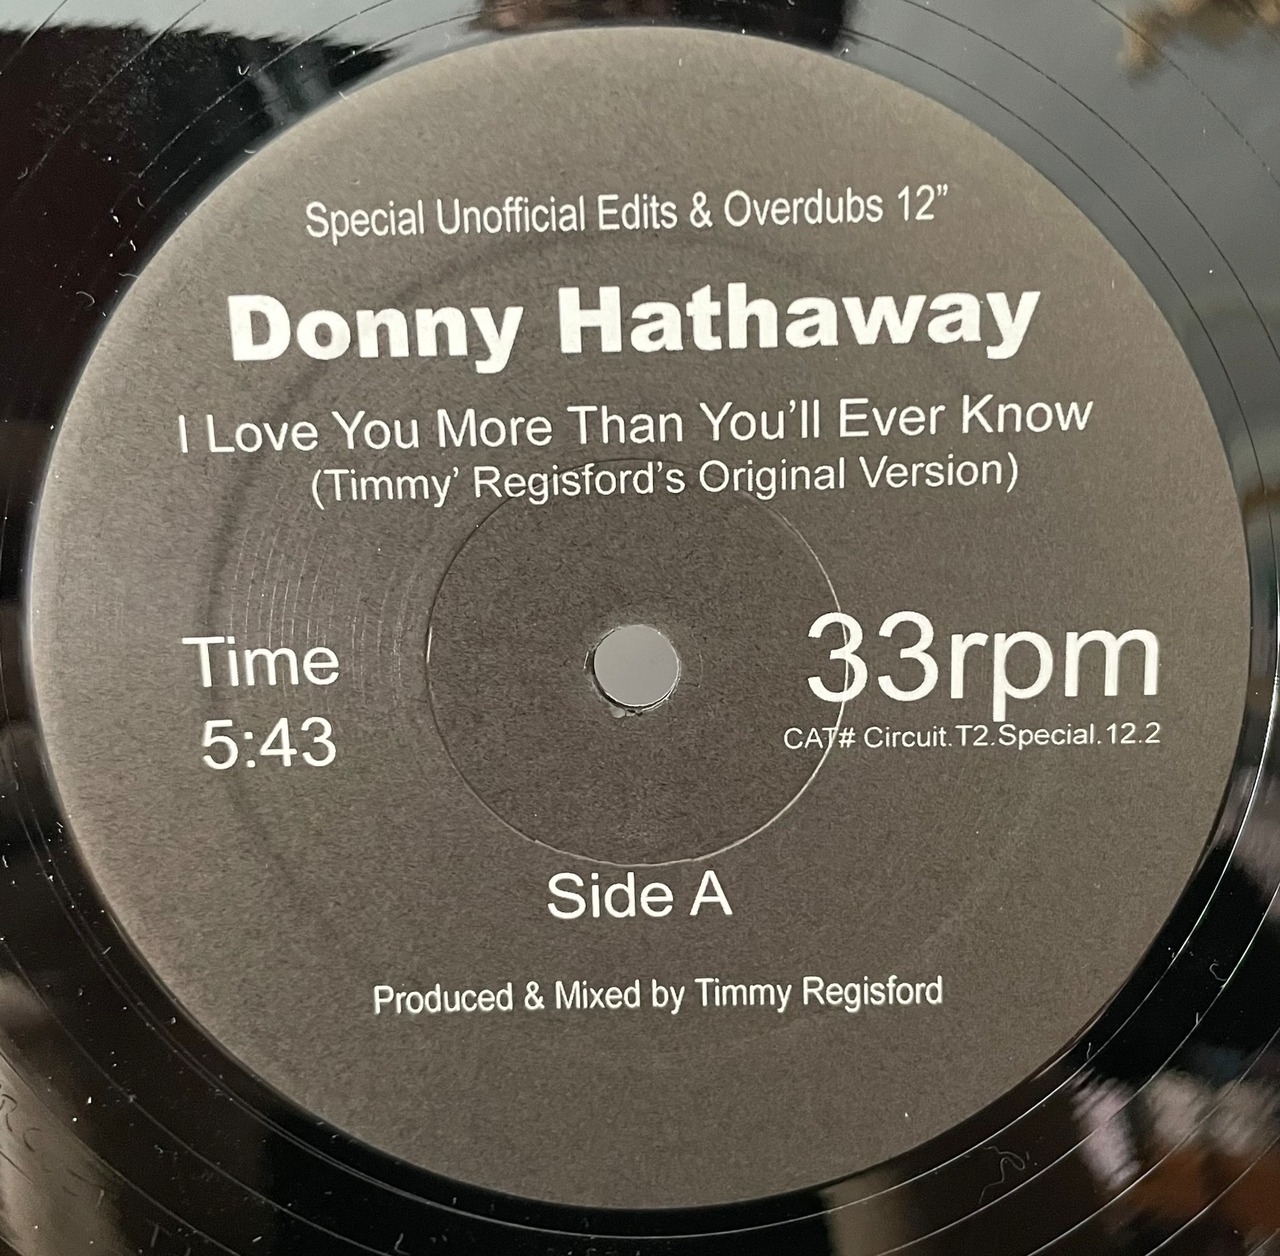 Special Unofficial Edits & Overdubs 12”
Donny Hathaway
I Love You More Than You’ll Ever Know
(Timmy’ Regisford’s Original Version)
Time
5:43
33rpm
CAT# Circuit.T2.Special.12.2
Side A
Produced & Mixed by Timmy Regisford